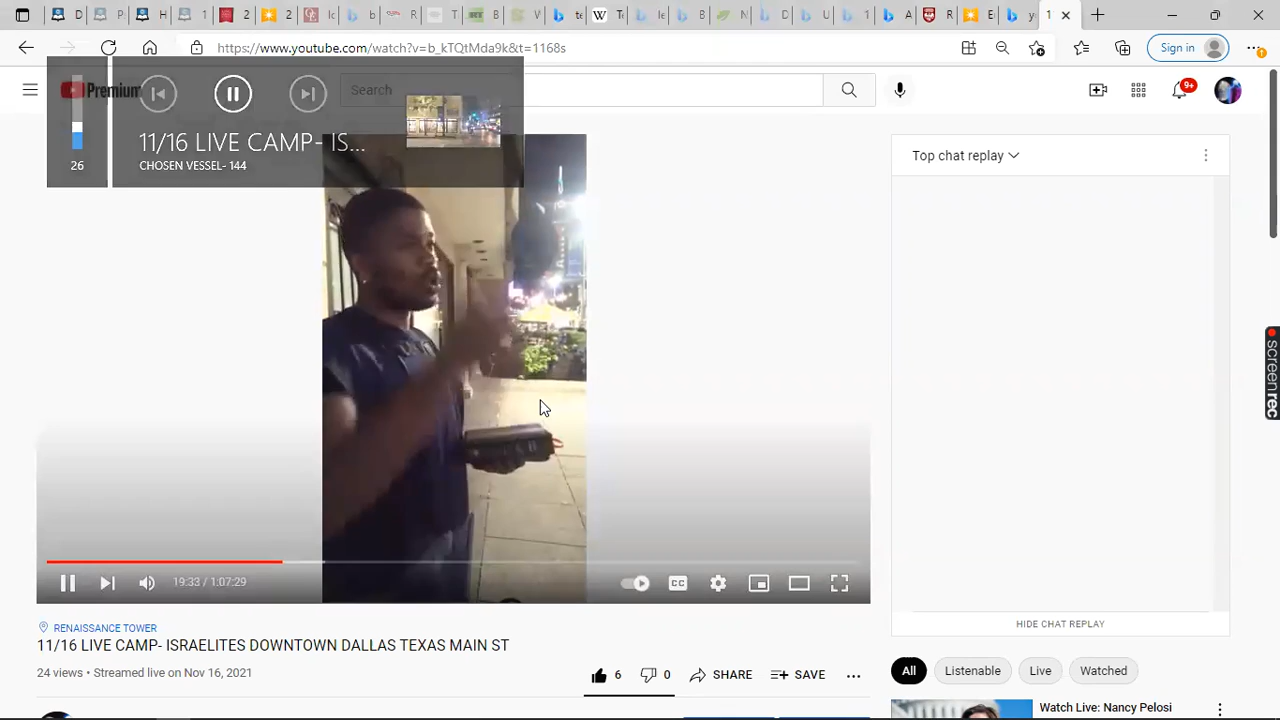 https://www.youtube.com/watch?v=b_kTQtMda9k&t=1168s
Sign in
Premium
Search
9+
11/16 LIVE CAMP- IS...
CHOSEN VESSEL- 144
26
Top chat replay
screenrec
19:33 / 1:07:29
CC
HIDE CHAT REPLAY
RENAISSANCE TOWER
11/16 LIVE CAMP- ISRAELITES DOWNTOWN DALLAS TEXAS MAIN ST
24 views • Streamed live on Nov 16, 2021
6
0
SHARE
SAVE
All
Listenable
Live
Watched
Watch Live: Nancy Pelosi